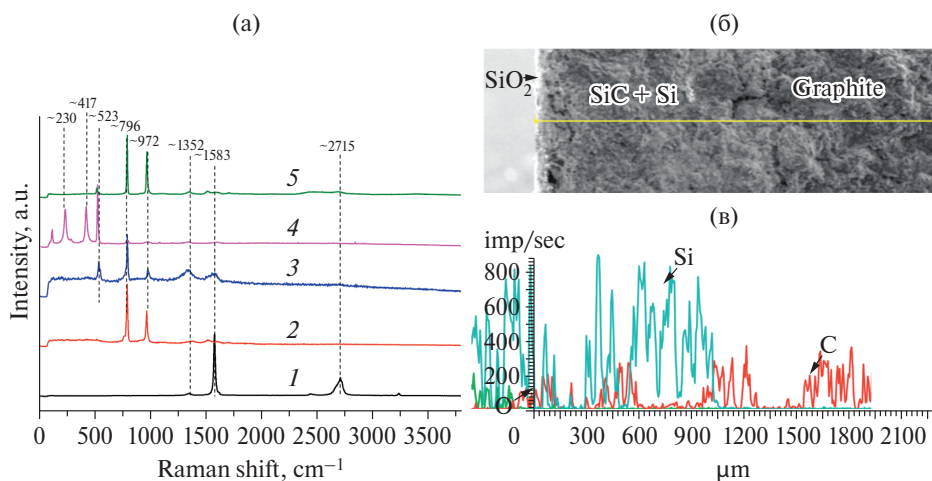 (а)
~230
~417
~523
~796
~972
~1352
~1583
~2715
5
4
3
2
1
Intensity, a.u.
0 500 1000 1500 2000 2500 3000 3500
Raman shift, cm–1
(б)
SiO2
SiC + Si
Graphite
(в)
imp/sec
800
600
400
200
0
Si
C
O
0 300 600 900 1200 1500 1800 2100
µm